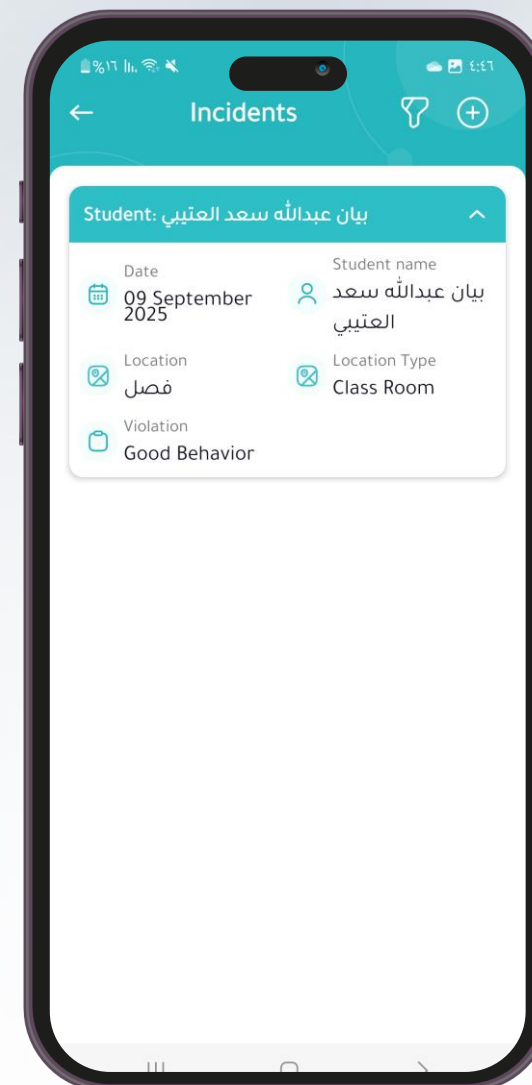 %١٦
٤:٤٦
Incidents
Student: بيان عبدالله سعد العتيبي
Date
09 September
2025
Student name
بيان عبدالله سعد
العتيبي
Location
فصل
Location Type
Class Room
Violation
Good Behavior